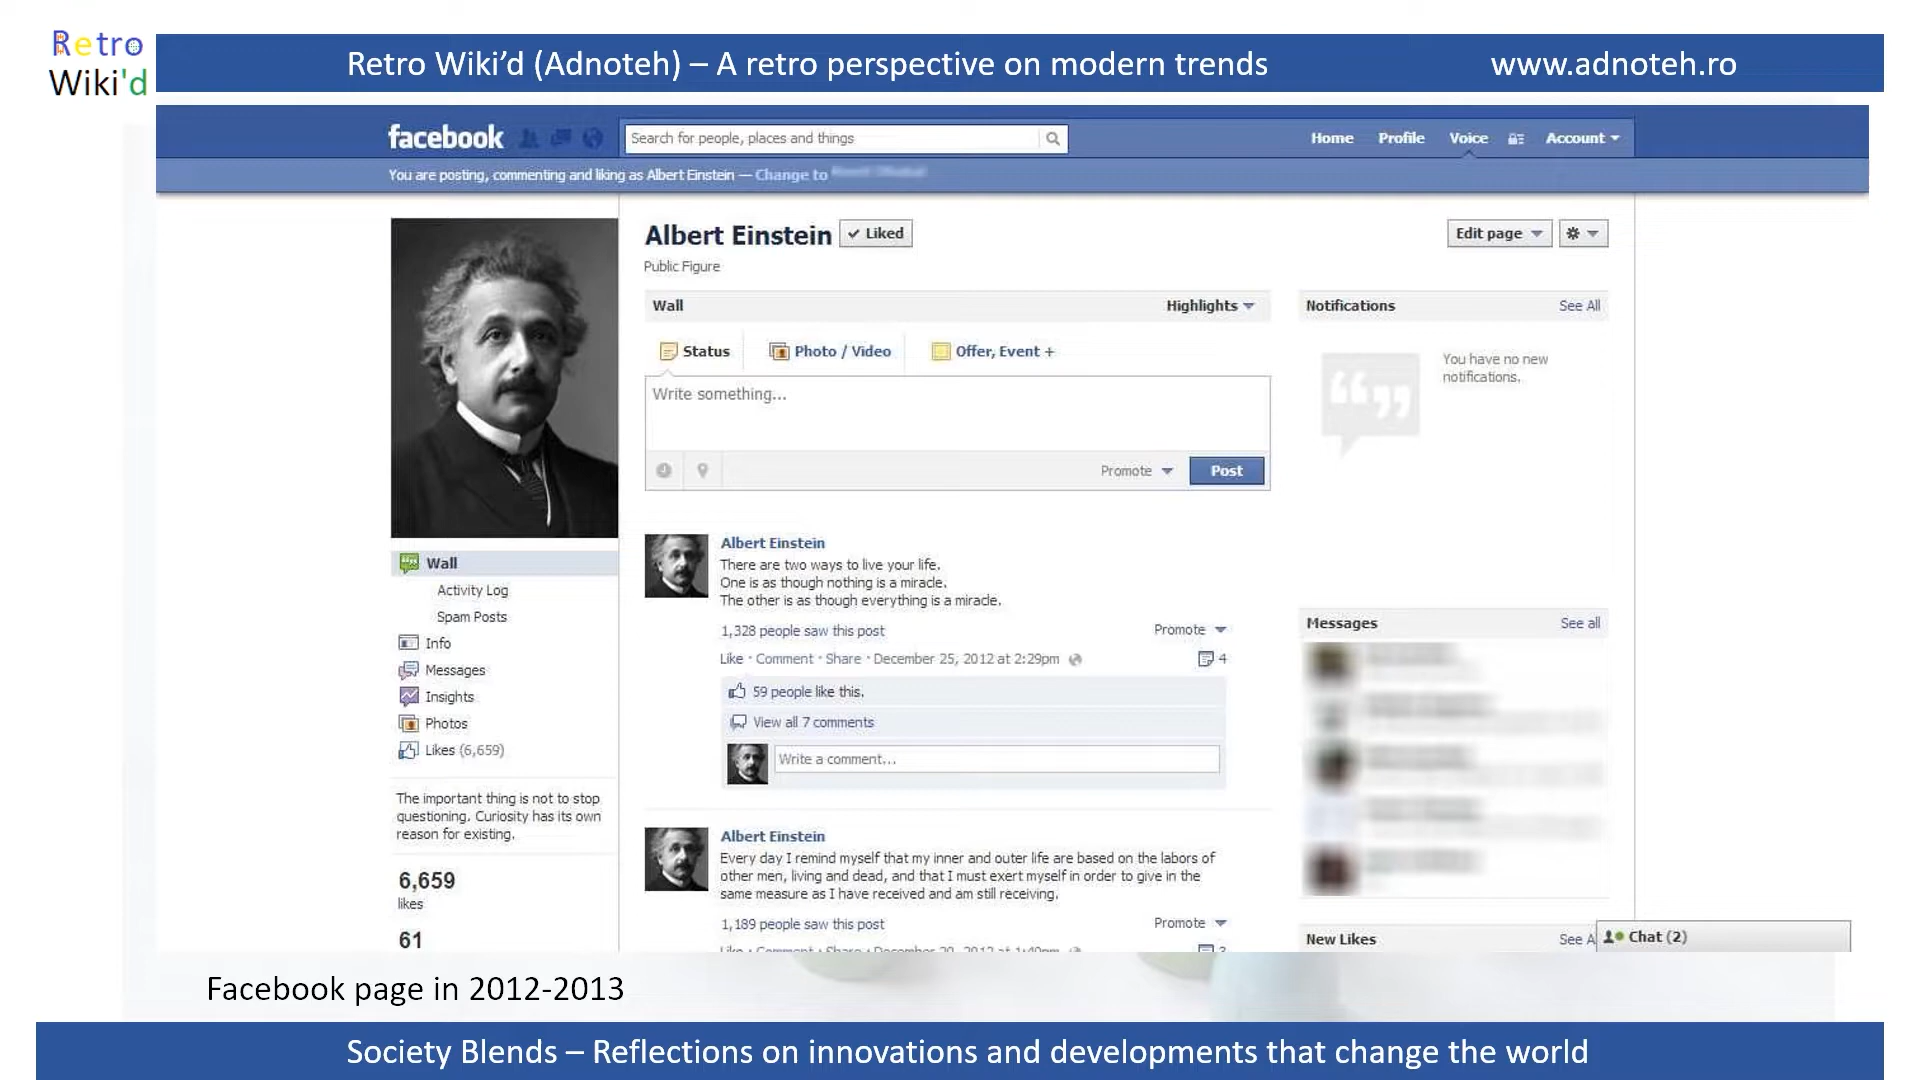 Retro
Wiki'd
Retro Wiki’d (Adnoteh) – A retro perspective on modern trends
www.adnoteh.ro
facebook
Search for people, places and things
Home Profile Voice Account
You are posting, commenting and liking as Albert Einstein — Change to
Albert Einstein
Liked
Edit page
Public Figure
Wall
Highlights
Status
Photo / Video
Offer, Event +
Write something...
Promote
Post
Notifications
See All
You have no new
notifications.
Wall
Activity Log
Spam Posts
Info
Messages
Insights
Photos
Likes (6,659)
The important thing is not to stop
questioning. Curiosity has its own
reason for existing.
6,659
likes
61
Albert Einstein
There are two ways to live your life.
One is as though nothing is a miracle.
The other is as though everything is a miracle.
1,328 people saw this post
Promote
Like · Comment · Share · December 25, 2012 at 2:29pm
4
59 people like this.
View all 7 comments
Write a comment...
Albert Einstein
Every day I remind myself that my inner and outer life are based on the labors of
other men, living and dead, and that I must exert myself in order to give in the
same measure as I have received and am still receiving.
1,189 people saw this post
Promote
Messages
See all
New Likes
See A
Chat (2)
Facebook page in 2012-2013
Society Blends – Reflections on innovations and developments that change the world